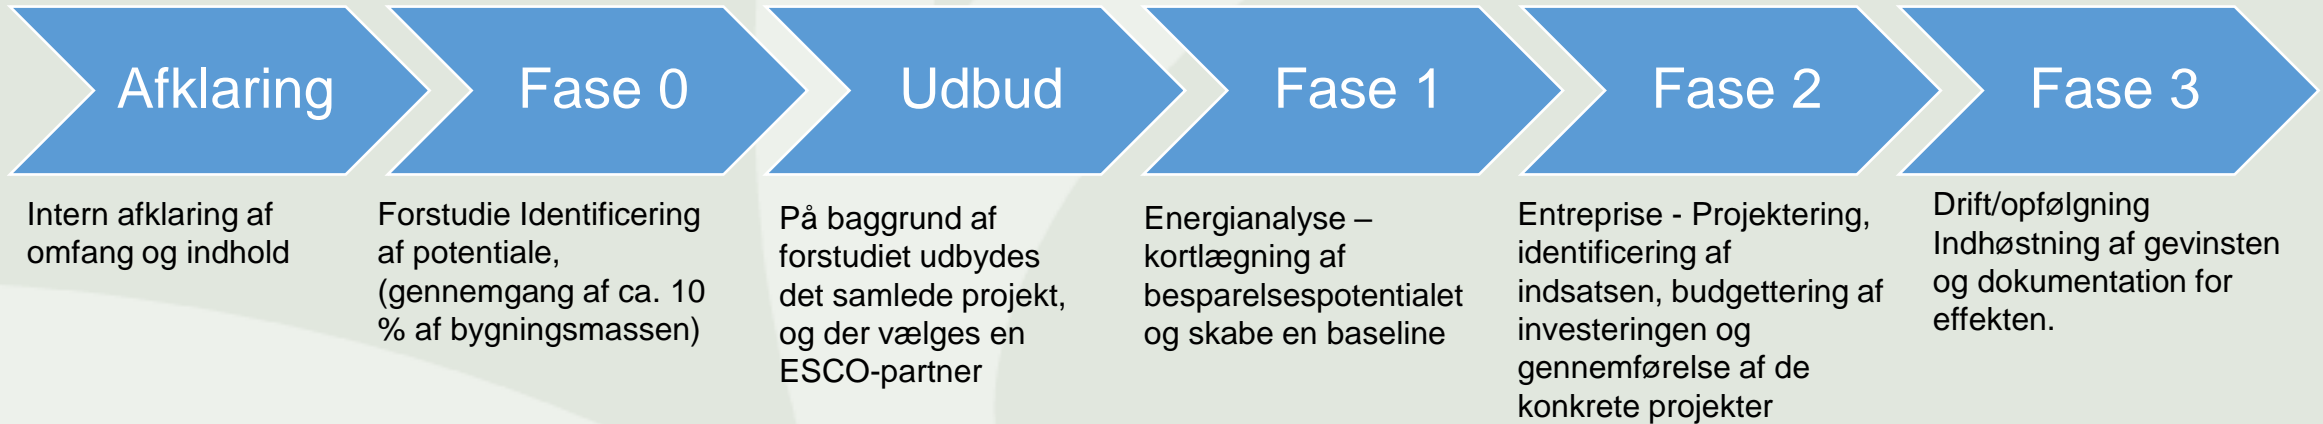 Afklaring
Fase 0
Udbud
Fase 1
Fase 2
Fase 3
Intern afklaring af
omfang og indhold
Forstudie Identificering
af potentiale,
(gennemgang af ca. 10
% af bygningsmassen)
På baggrund af
forstudiet udbydes
det samlede projekt,
og der vælges en
ESCO-partner
Energianalyse –
kortlægning af
besparelsespotentialet
og skabe en baseline
Entreprise - Projektering,
identificering af
indsatsen, budgettering af
investeringen og
gennemførelse af de
konkrete projekter
Drift/opfølgning
Indhøstning af gevinsten
og dokumentation for
effekten.